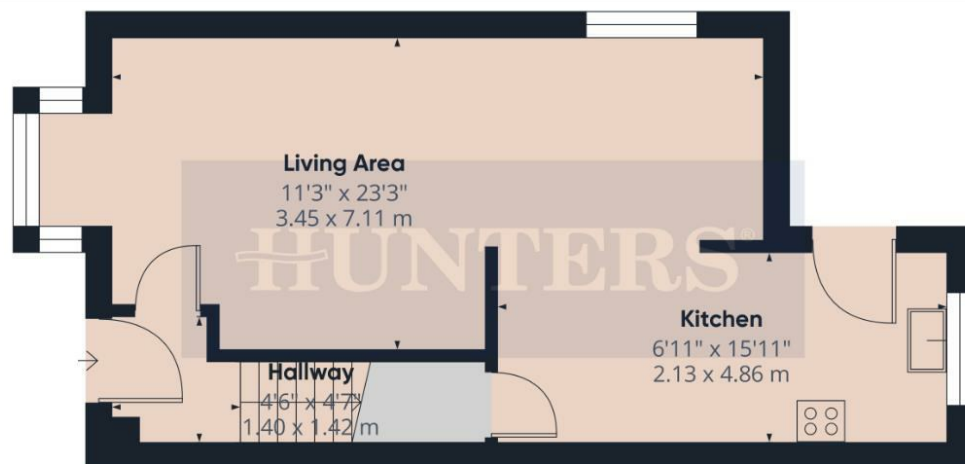 Living Area
11'3" x 23'3"
3.45 x 7.11 m
HUNTERS®
Kitchen
6'11" x 15'11"
2.13 x 4.86 m
Hallway
4'6" x 4'7"
1.40 x 1.42 m